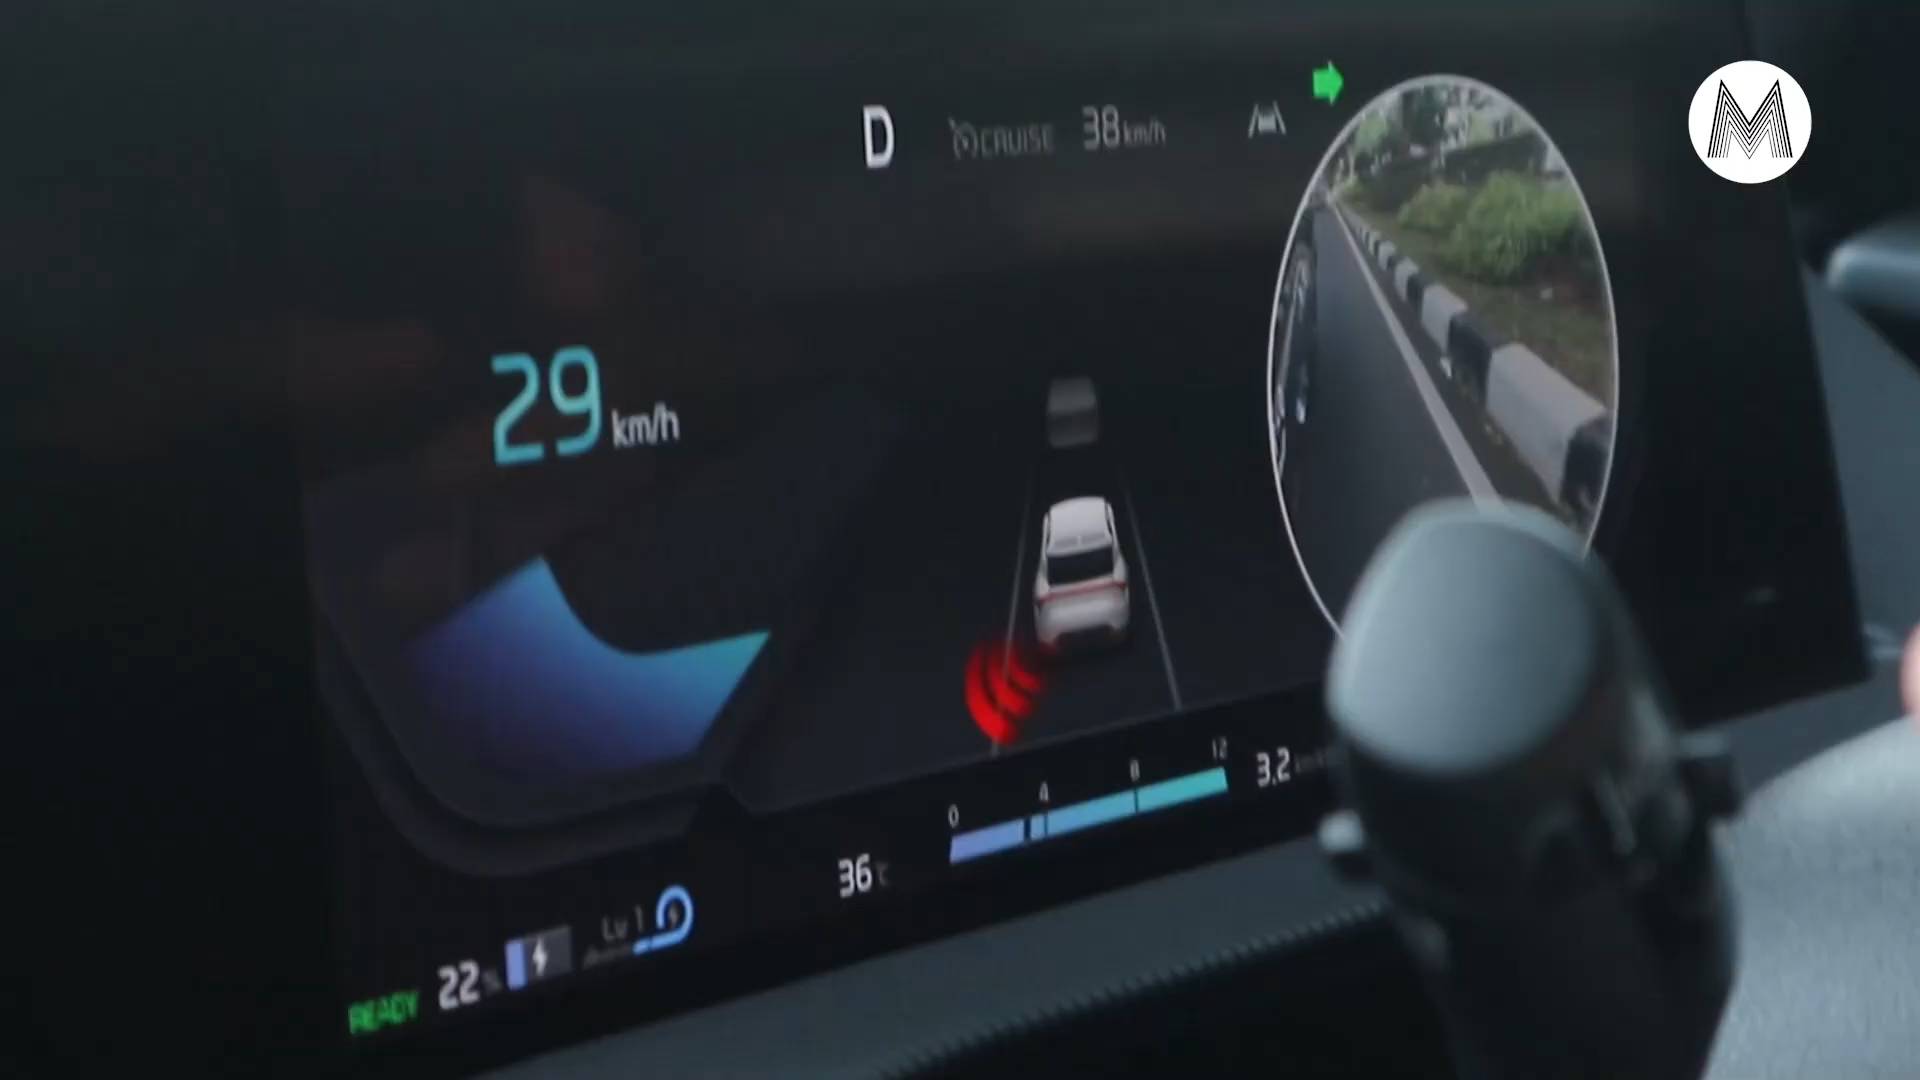 D CRUISE 38 km/h
M
29 km/h
0 4 8 12
3,2
36 °C
READY 22 % Lv 1